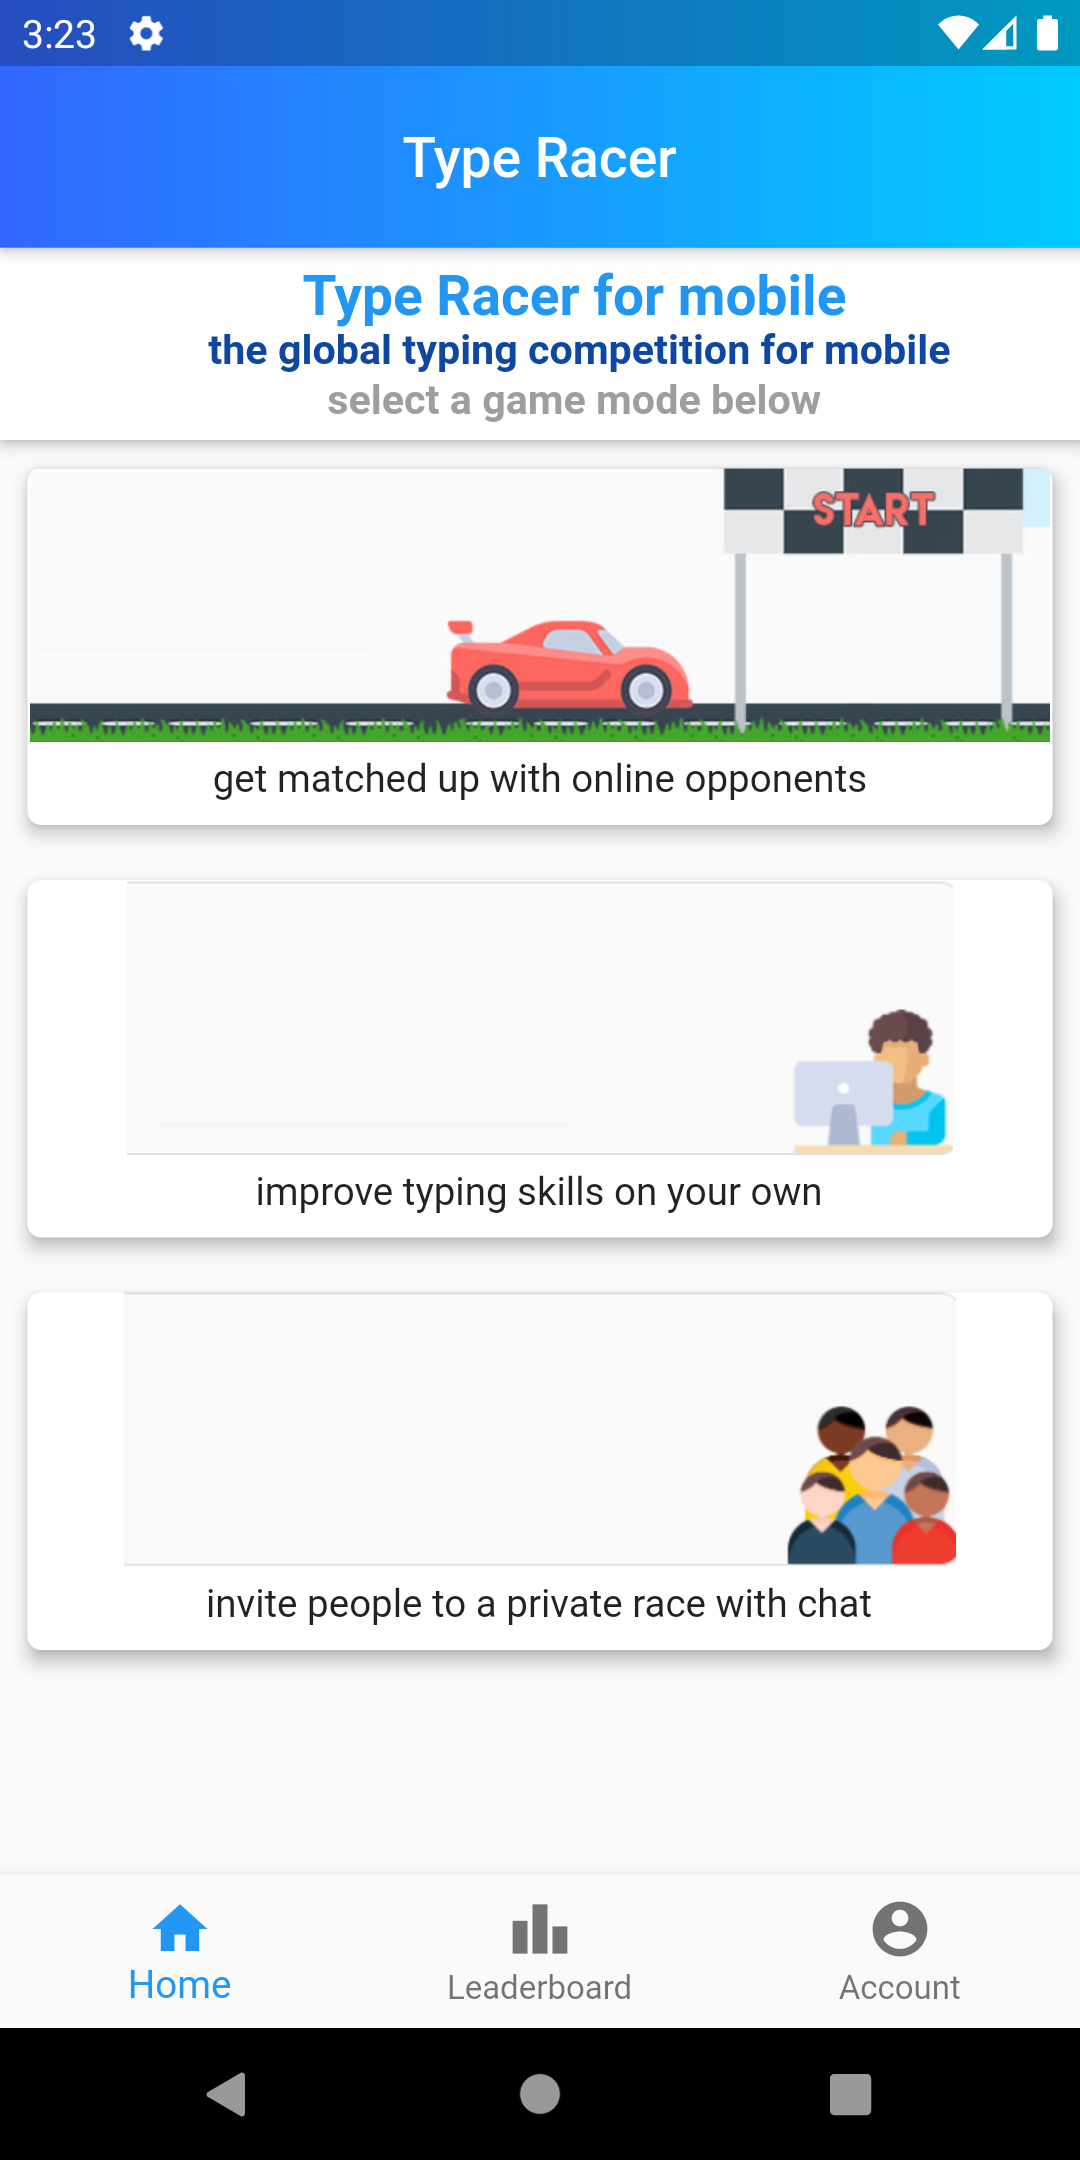 3:23
Type Racer
Type Racer for mobile
the global typing competition for mobile
select a game mode below
START
get matched up with online opponents
improve typing skills on your own
invite people to a private race with chat
Home
Leaderboard
Account